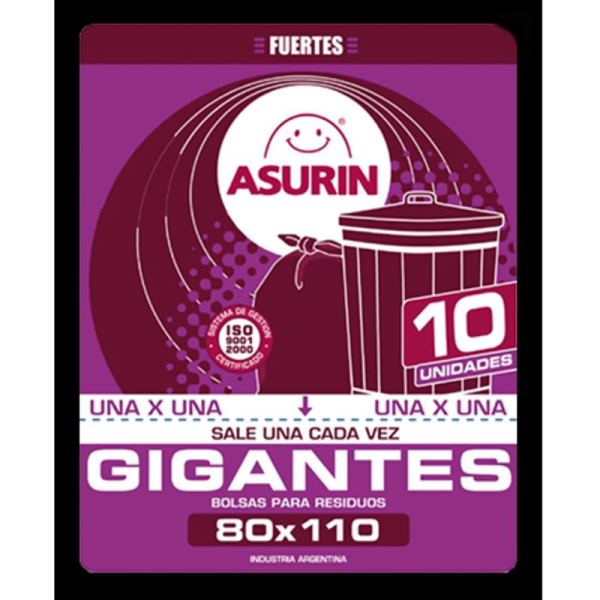 FUERTES
®
ASURIN
SISTEMA DE GESTION
ISO
9001
2000
CERTIFICADO
10
UNIDADES
UNA X UNA
UNA X UNA
SALE UNA CADA VEZ
GIGANTES
BOLSAS PARA RESIDUOS
80x110
INDUSTRIA ARGENTINA